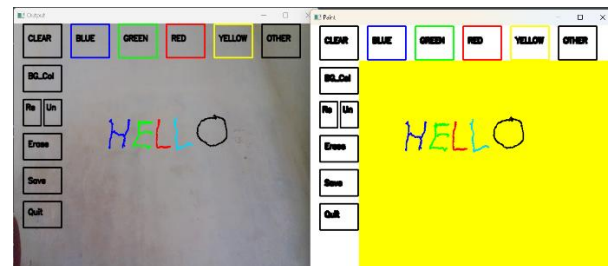 Output
CLEAR BLUE GREEN RED YELLOW OTHER
BG_Col
Re Un
Erase
Save
Quit
HELLO
Paint
CLEAR BLUE GREEN RED YELLOW OTHER
BG_Col
Re Un
Erase
Save
Quit
HELLO